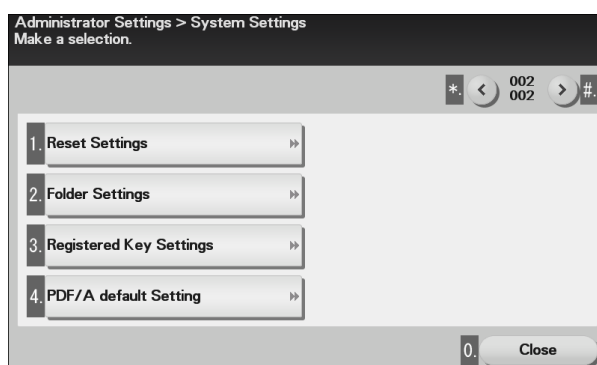 Administrator Settings > System Settings
Make a selection.
*. < 002 > #.
002
1. Reset Settings
2. Folder Settings
3. Registered Key Settings
4. PDF/A default Setting
0. Close